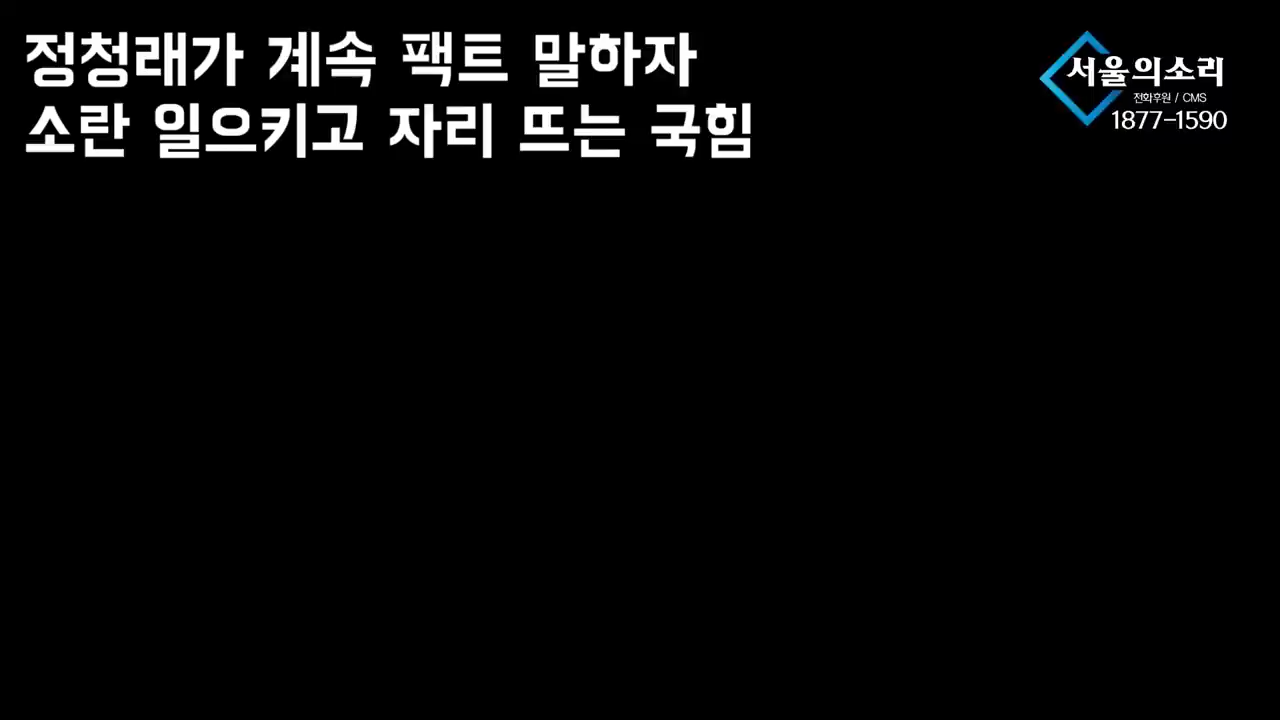 정청래가 계속 팩트 말하자
소란 일으키고 자리 뜨는 국힘
서울의소리
전화후원 / CMS
1877-1590